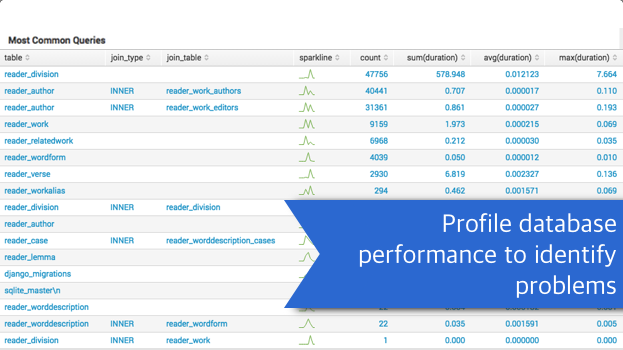 Most Common Queries
table join_type join_table sparkline count sum(duration) avg(duration) max(duration)
reader_division 47756 578.948 0.012123 7.664
reader_author INNER reader_work_authors 40441 0.707 0.000017 0.110
reader_author INNER reader_work_editors 31361 0.861 0.000027 0.193
reader_work 9159 1.973 0.000215 0.069
reader_relatedwork 6968 0.212 0.000030 0.035
reader_wordform 4039 0.050 0.000012 0.010
reader_verse 2930 6.819 0.002327 0.136
reader_workalias 294 0.462 0.001571 0.069
reader_division INNER reader_division
reader_author
reader_case INNER reader_worddescription_cases
reader_lemma
django_migrations
sqlite_master\n
reader_worddescription
reader_worddescription INNER reader_wordform 22 0.035 0.001591 0.005
reader_division INNER reader_work 1 0.000 0.000000 0.000
Profile database
performance to identify
problems